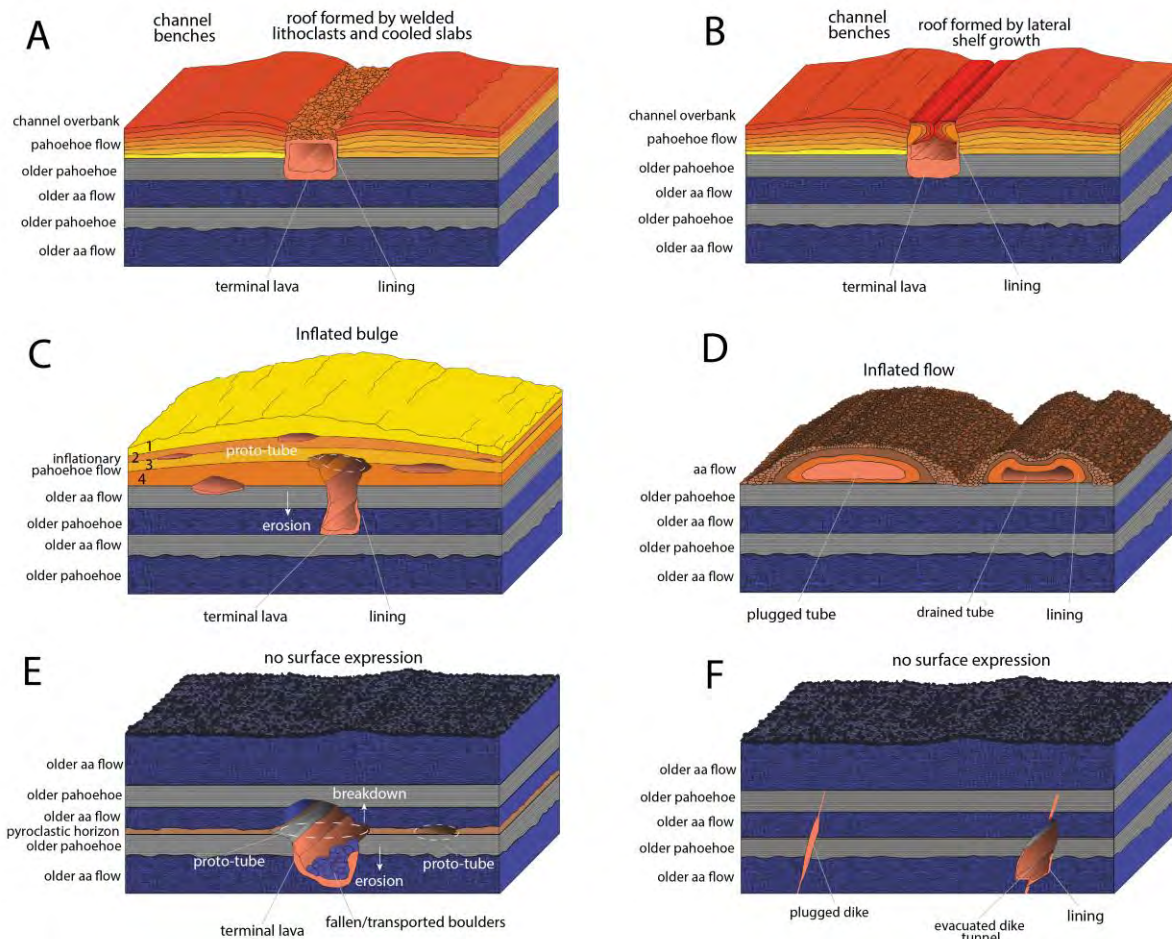 A
channel
benches
roof formed by welded
lithoclasts and cooled slabs
channel overbank
pahoehoe flow
older pahoehoe
older aa flow
older pahoehoe
older aa flow
terminal lava
lining
B
channel
benches
roof formed by lateral
shelf growth
channel overbank
pahoehoe flow
older pahoehoe
older aa flow
older pahoehoe
older aa flow
terminal lava
lining
C
Inflated bulge
1
inflationary
2
proto-tube
pahoehoe flow
3
4
older aa flow
erosion
older pahoehoe
older aa flow
older pahoehoe
terminal lava
lining
D
Inflated flow
aa flow
older pahoehoe
older aa flow
older pahoehoe
older aa flow
plugged tube
drained tube
lining
E
no surface expression
older aa flow
older pahoehoe
breakdown
older aa flow
pyroclastic horizon
older pahoehoe
proto-tube
proto-tube
erosion
older aa flow
fallen/transported boulders
terminal lava
F
no surface expression
older aa flow
older pahoehoe
older aa flow
older pahoehoe
older aa flow
plugged dike
evacuated dike
tunnel
lining